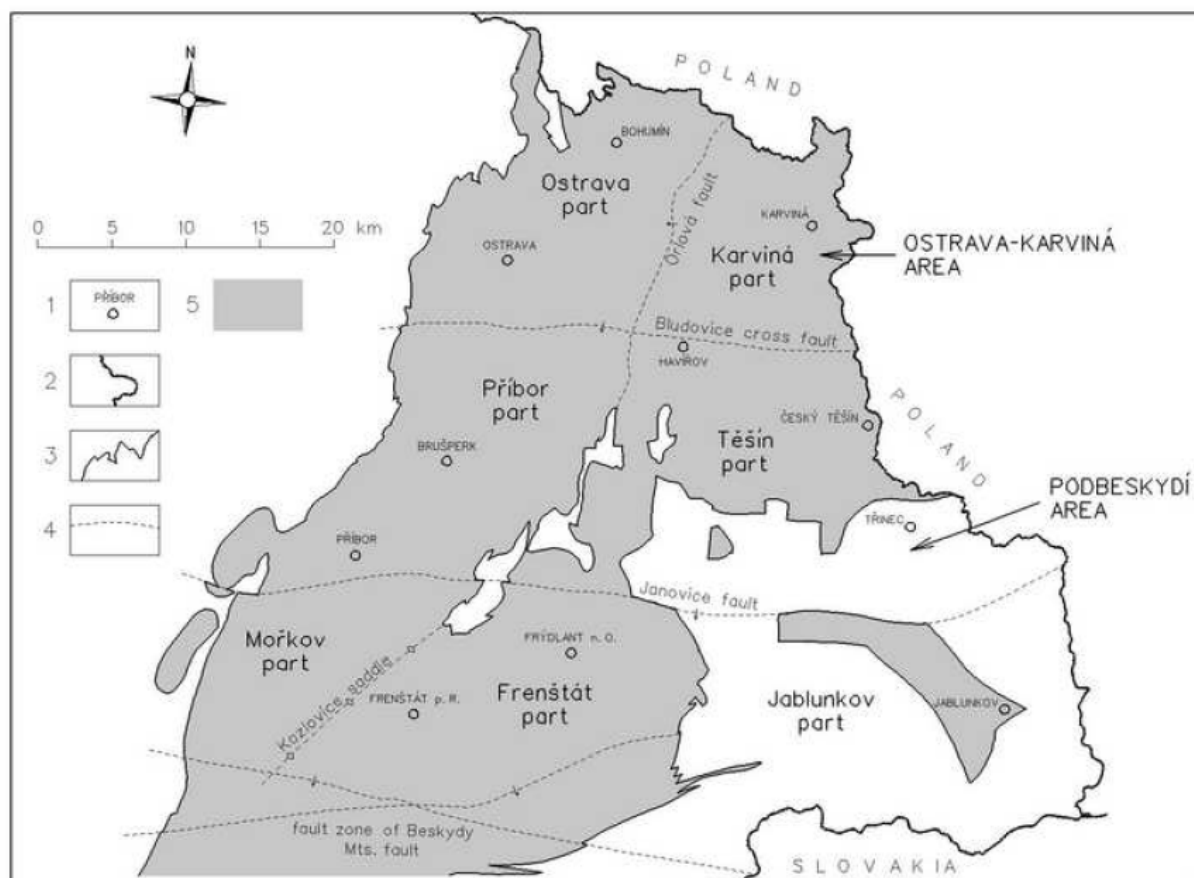 N
POLAND
BOHUMÍN
Ostrava
part
Orlová fault
KARVINÁ
0 5 10 15 20 km
OSTRAVA
Karviná
part
OSTRAVA-KARVINÁ
AREA
1 PŘÍBOR 5
Bludovice cross fault
HAVÍŘOV
2
Příbor
part
POLAND
ČESKÝ TĚŠÍN
BRUŠPERK
Těšín
part
3
PODBESKYDÍ
AREA
4
TŘINEC
PŘÍBOR
Janovice fault
Mořkov
part
FRÝDLANT n. O.
Kozlovice saddle
FRENŠTÁT p. R.
Frenštát
part
Jablunkov
part
JABLUNKOV
fault zone of Beskydy
Mts. fault
SLOVAKIA